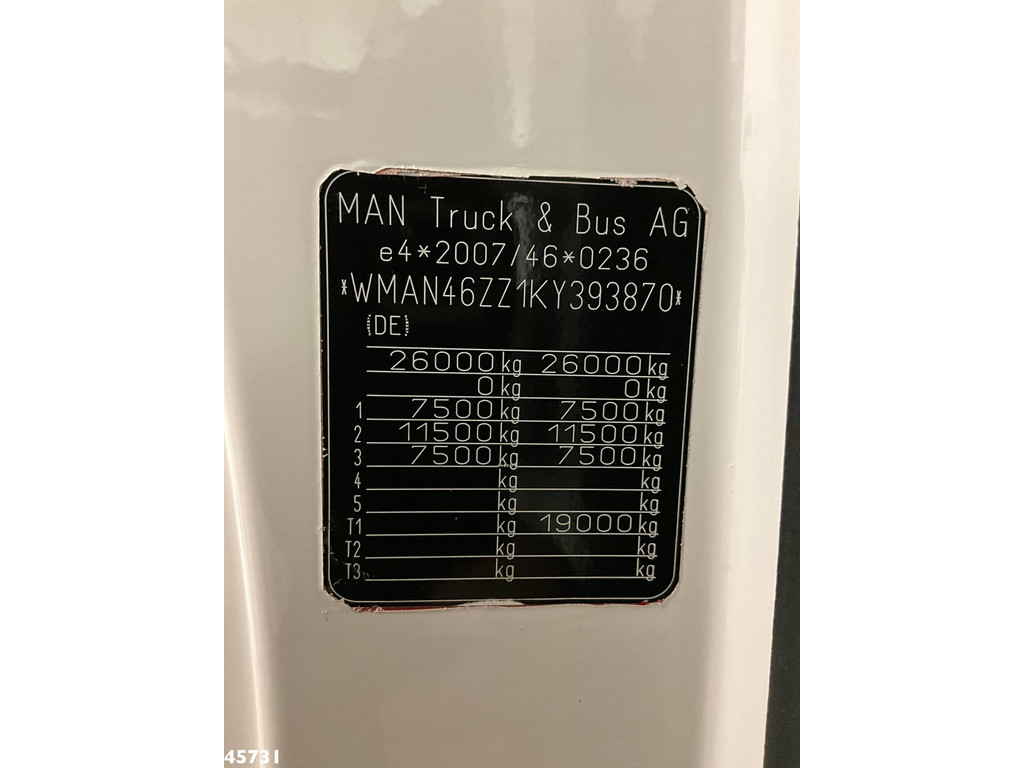 MAN Truck & Bus AG
e4*2007/46*0236
*WMAN46ZZ1KY393870*
(DE)
26000kg 26000kg
0kg 0kg
1 7500kg 7500kg
2 11500kg 11500kg
3 7500kg 7500kg
4 kg kg
5 kg kg
T1 kg 19000kg
T2 kg kg
T3 kg kg
45731